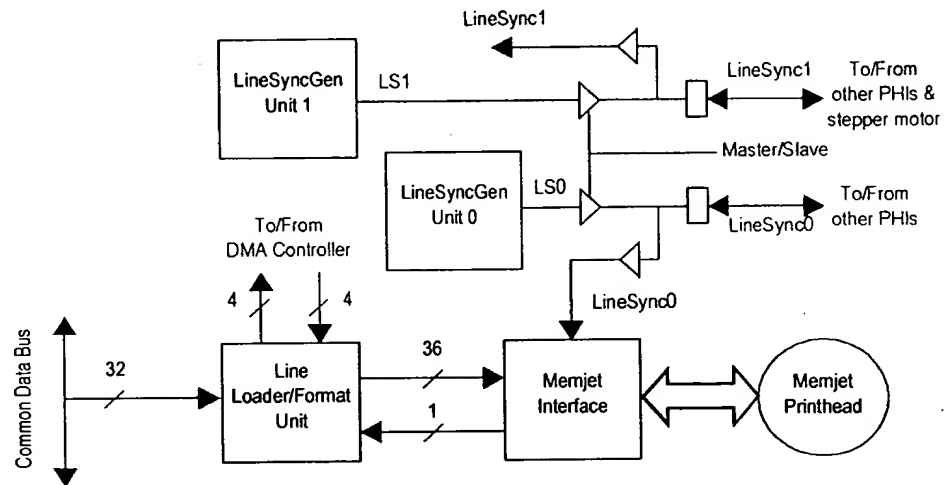 LineSync1
LineSyncGen
Unit 1
LS1
LineSync1
To/From
other PHIs &
stepper motor
Master/Slave
LineSyncGen
Unit 0
LS0
To/From
other PHIs
LineSync0
To/From
DMA Controller
4
4
LineSync0
Common Data Bus
32
Line
Loader/Format
Unit
36
1
Memjet
Interface
Memjet
Printhead